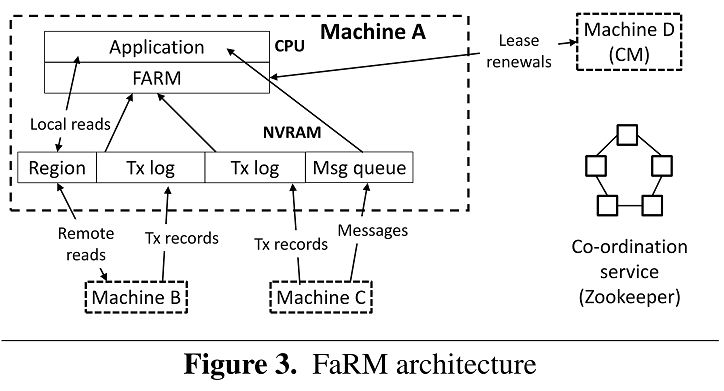 Machine A
Application
CPU
FARM
Lease
renewals
Machine D
(CM)
Local reads
NVRAM
Region
Tx log
Tx log
Msg queue
Remote
reads
Tx records
Tx records
Messages
Machine B
Machine C
Co-ordination
service
(Zookeeper)
Figure 3. FaRM architecture